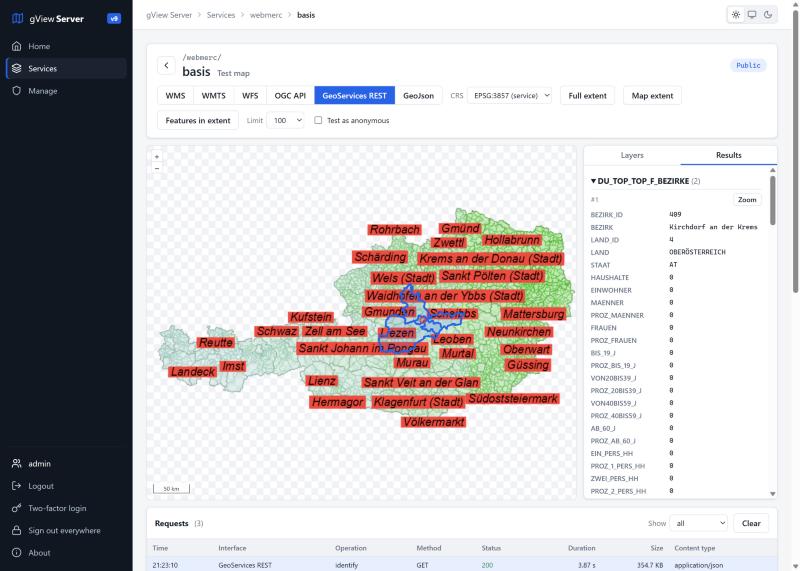 gView Server v9
Home
Services
Manage
admin
Logout
Two-factor login
Sign out everywhere
About
gView Server > Services > webmerc > basis
/webmerc/
basis Test map
Public
WMS WMTS WFS OGC API GeoServices REST GeoJson CRS EPSG:3857 (service) Full extent Map extent
Features in extent Limit 100 Test as anonymous
+
−
Rohrbach Gmünd
Zwettl Hollabrunn
Schärding Krems an der Donau (Stadt)
Wels (Stadt) Sankt Pölten (Stadt)
Waidhofen an der Ybbs (Stadt)
Gmunden Scheibbs Mattersburg
Kufstein
Schwaz Zell am See Liezen Neunkirchen
Reutte Leoben
Sankt Johann im Pongau Murtal Oberwart
Landeck Imst Murau Güssing
Lienz Sankt Veit an der Glan
Hermagor Klagenfurt (Stadt) Südoststeiermark
Völkermarkt
50 km
Layers Results
▼ DU_TOP_TOP_F_BEZIRKE (2)
#1 Zoom
BEZIRK_ID 409
BEZIRK Kirchdorf an der Krems
LAND_ID 4
LAND OBERÖSTERREICH
STAAT AT
HAUSHALTE 0
EINWOHNER 0
MAENNER 0
PROZ_MAENNER 0
FRAUEN 0
PROZ_FRAUEN 0
BIS_19_J 0
PROZ_BIS_19_J 0
VON20BIS39_J 0
PROZ_20BIS39_J 0
VON40BIS59_J 0
PROZ_40BIS59_J 0
AB_60_J 0
PROZ_AB_60_J 0
EIN_PERS_HH 0
PROZ_1_PERS_HH 0
ZWEI_PERS_HH 0
PROZ_2_PERS_HH 0
Requests (3) Show all Clear
Time Interface Operation Method Status Duration Size Content type
21:23:10 GeoServices REST identify GET 200 3.87 s 354.7 KB application/json